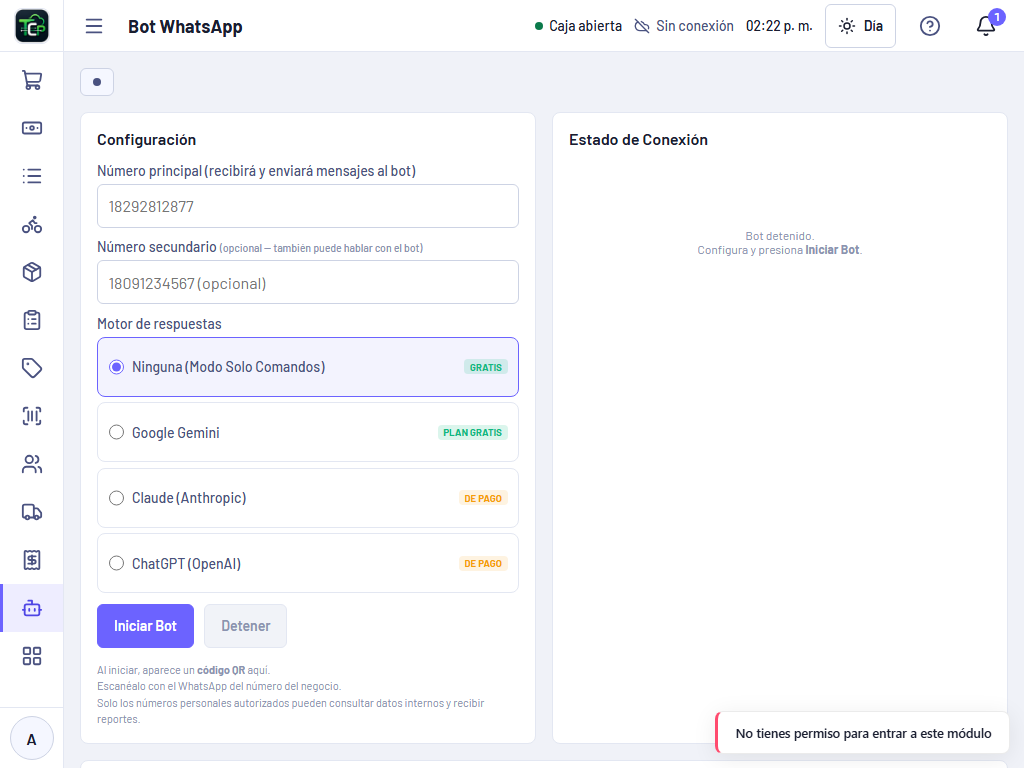 TCP
Bot WhatsApp
Caja abierta
Sin conexión
02:22 p. m.
Día
1
Configuración
Número principal (recibirá y enviará mensajes al bot)
18292812877
Número secundario (opcional — también puede hablar con el bot)
18091234567 (opcional)
Motor de respuestas
Ninguna (Modo Solo Comandos)
GRATIS
Google Gemini
PLAN GRATIS
Claude (Anthropic)
DE PAGO
ChatGPT (OpenAI)
DE PAGO
Iniciar Bot
Detener
Al iniciar, aparece un código QR aquí.
Escanéalo con el WhatsApp del número del negocio.
Solo los números personales autorizados pueden consultar datos internos y recibir
reportes.
Estado de Conexión
Bot detenido.
Configura y presiona Iniciar Bot.
A
No tienes permiso para entrar a este módulo